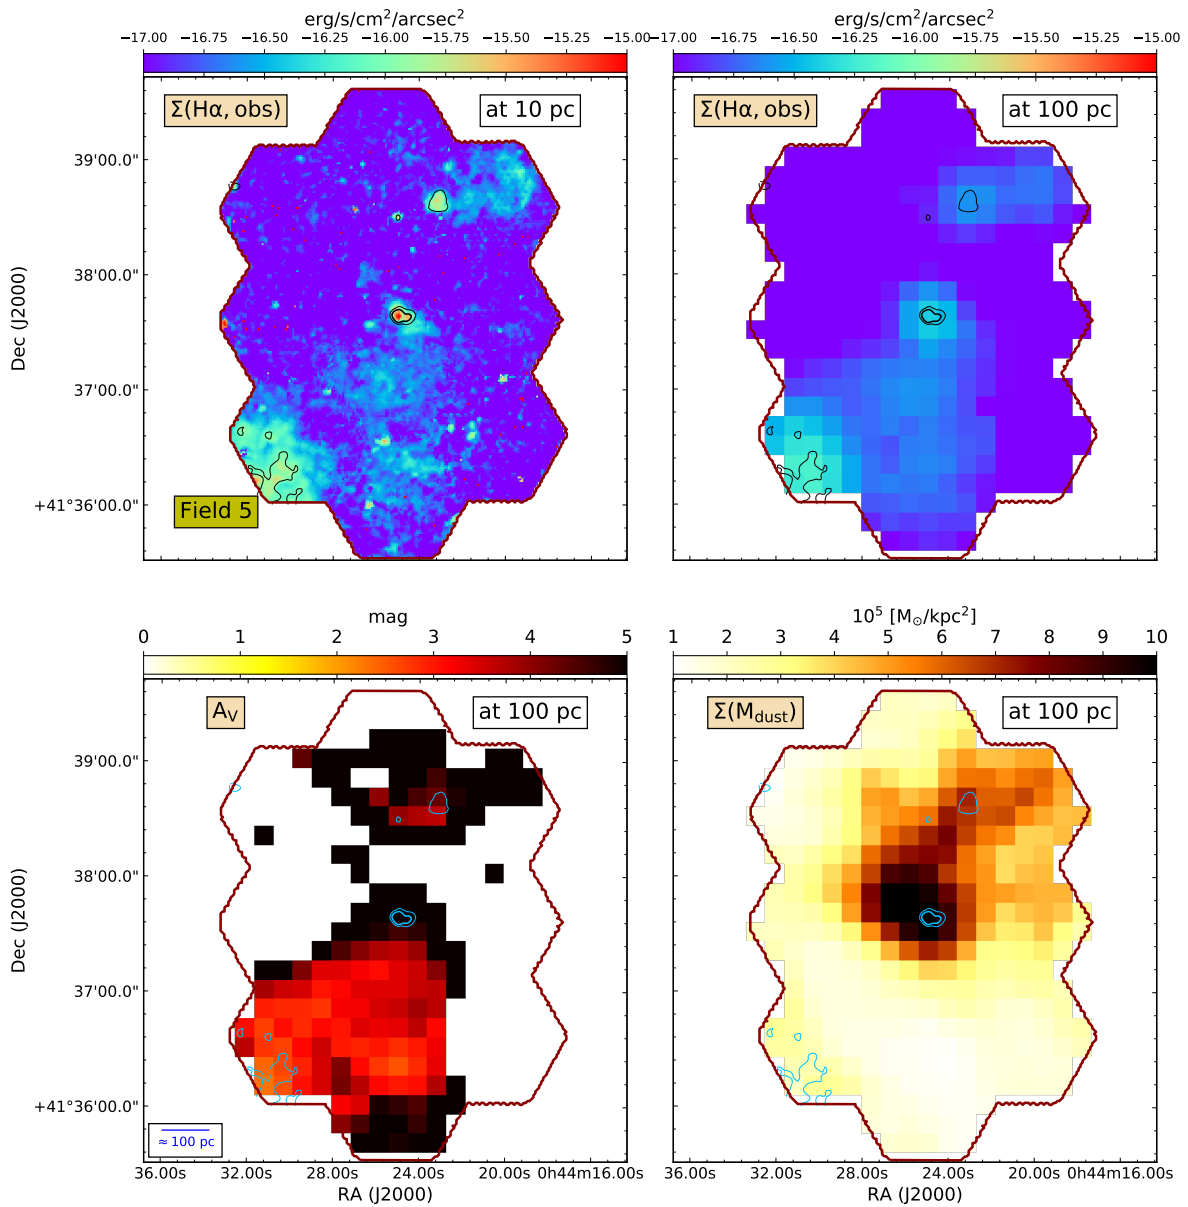 erg/s/cm²/arcsec² erg/s/cm²/arcsec²
−17.00 −16.75 −16.50 −16.25 −16.00 −15.75 −15.50 −15.25 −15.00 −17.00 −16.75 −16.50 −16.25 −16.00 −15.75 −15.50 −15.25 −15.00
Σ(Hα, obs) at 10 pc Σ(Hα, obs) at 100 pc
39'00.0"
38'00.0"
Dec (J2000)
37'00.0"
+41°36'00.0"
Field 5
mag 10⁵ [M⊙/kpc²]
0 1 2 3 4 5 1 2 3 4 5 6 7 8 9 10
A_V at 100 pc Σ(M_dust) at 100 pc
39'00.0"
38'00.0"
Dec (J2000)
37'00.0"
+41°36'00.0"
≈100 pc
36.00s 32.00s 28.00s 24.00s 20.00s 0h44m16.00s 36.00s 32.00s 28.00s 24.00s 20.00s 0h44m16.00s
RA (J2000) RA (J2000)